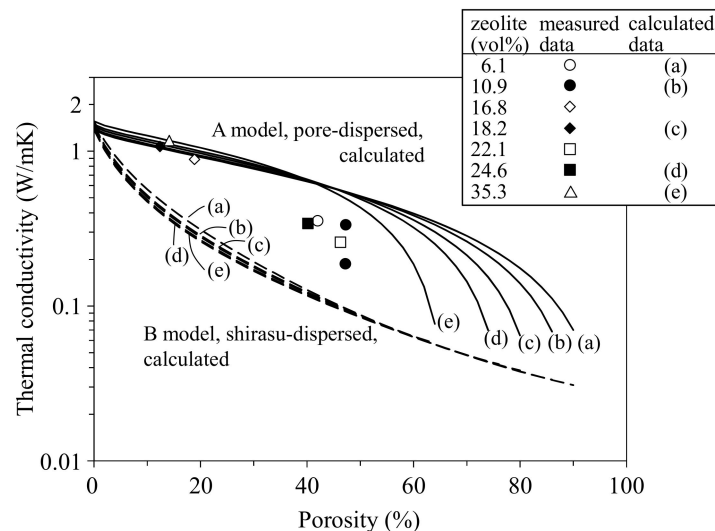 zeolite measured calculated
(vol%) data data
6.1 (a)
10.9 (b)
16.8
18.2 (c)
22.1
24.6 (d)
35.3 (e)
2
1
0.1
0.01
Thermal conductivity (W/mK)
A model, pore-dispersed,
calculated
(a)
(b)
(c)
(d)
(e)
B model, shirasu-dispersed,
calculated
(e)
(d)
(c)
(b)
(a)
0 20 40 60 80 100
Porosity (%)